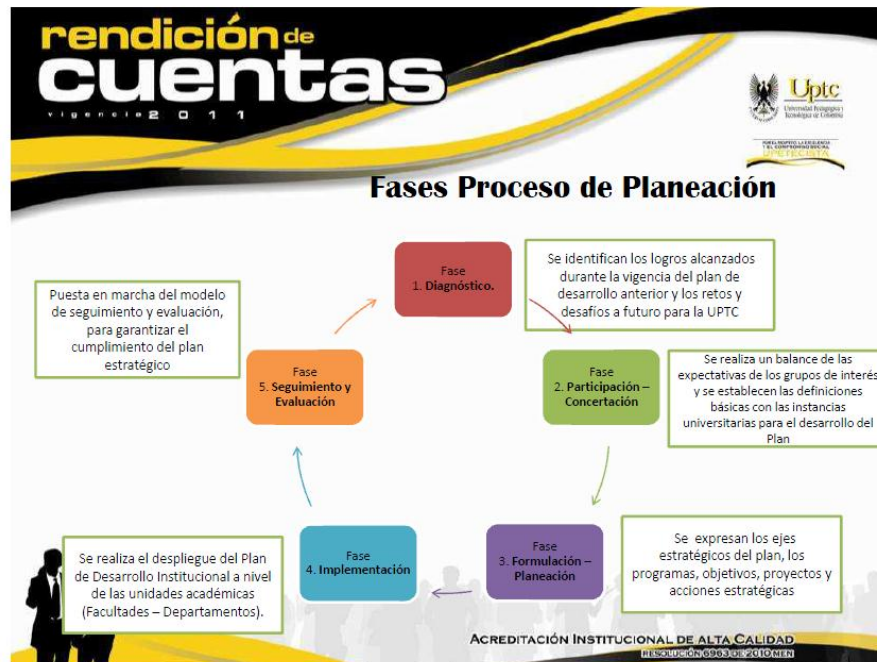 rendición de
cuentas
vigencia 2011
Uptc
Universidad Pedagógica y
Tecnológica de Colombia
UPETECISTA
Fases Proceso de Planeación
Fase
1. Diagnóstico.
Se identifican los logros alcanzados
durante la vigencia del plan de
desarrollo anterior y los retos y
desafíos a futuro para la UPTC
Fase
2. Participación –
Concertación
Se realiza un balance de las
expectativas de los grupos de interés
y se establecen las definiciones
básicas con las instancias
universitarias para el desarrollo del
Plan
Fase
3. Formulación –
Planeación
Se expresan los ejes
estratégicos del plan, los
programas, objetivos, proyectos y
acciones estratégicas
Fase
4. Implementación
Se realiza el despliegue del Plan
de Desarrollo Institucional a nivel
de las unidades académicas
(Facultades – Departamentos).
Fase
5. Seguimiento y
Evaluación
Puesta en marcha del modelo
de seguimiento y evaluación,
para garantizar el
cumplimiento del plan
estratégico
ACREDITACIÓN INSTITUCIONAL DE ALTA CALIDAD
RESOLUCIÓN 6963 DE 2010 MEN